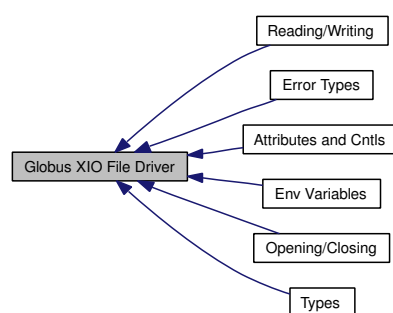 Reading/Writing
Error Types
Attributes and Cntls
Globus XIO File Driver
Env Variables
Opening/Closing
Types